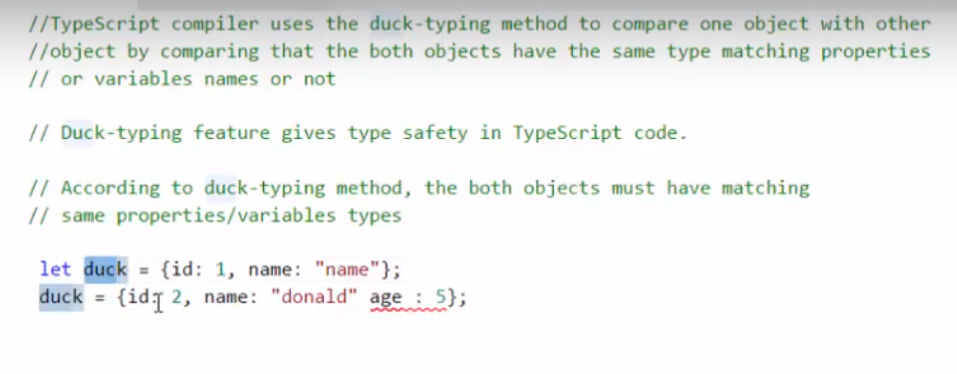 //TypeScript compiler uses the duck-typing method to compare one object with other
//object by comparing that the both objects have the same type matching properties
// or variables names or not
// Duck-typing feature gives type safety in TypeScript code.
// According to duck-typing method, the both objects must have matching
// same properties/variables types
let duck = {id: 1, name: "name"};
duck = {id: 2, name: "donald" age : 5};